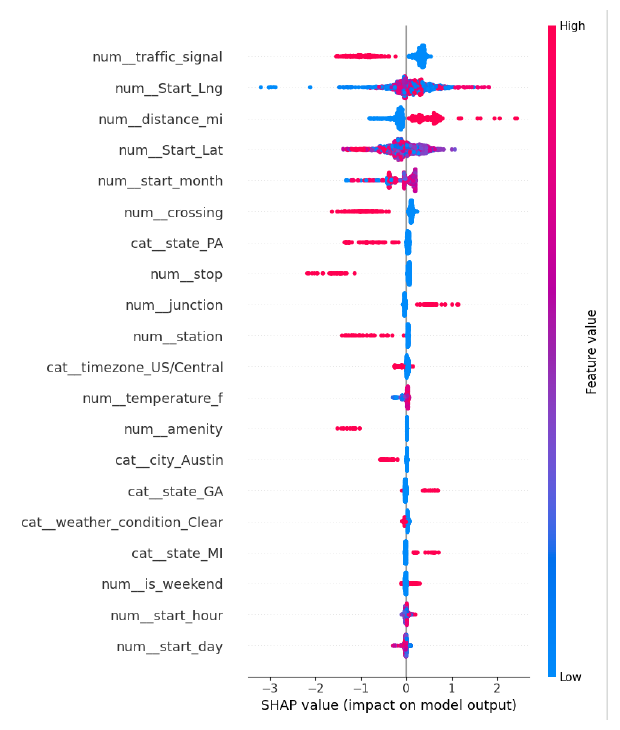 High
num__traffic_signal
num__Start_Lng
num__distance_mi
num__Start_Lat
num__start_month
num__crossing
cat__state_PA
num__stop
num__junction
num__station
cat__timezone_US/Central
num__temperature_f
num__amenity
cat__city_Austin
cat__state_GA
cat__weather_condition_Clear
cat__state_MI
num__is_weekend
num__start_hour
num__start_day
Feature value
Low
−3 −2 −1 0 1 2
SHAP value (impact on model output)